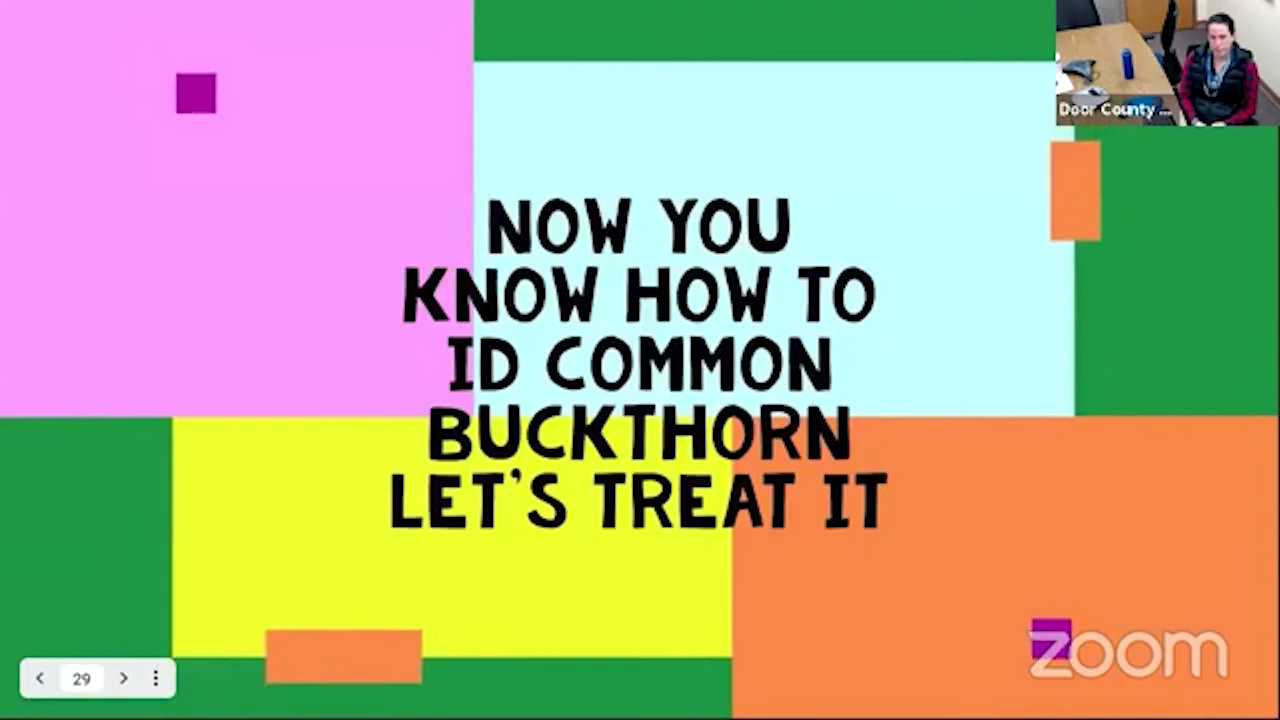 Door County ...
NOW YOU
KNOW HOW TO
ID COMMON
BUCKTHORN
LET'S TREAT IT
29
zoom